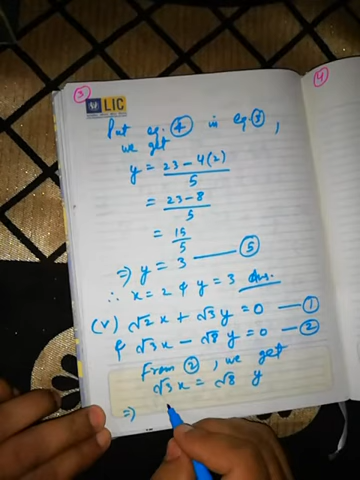 3
4
LIC
Put eq. 4 in eq. 3,
we get
y = 23 - 4(2)/5
= 23 - 8/5
= 15/5
⇒ y = 3 —— 5
∴ x = 2 & y = 3 Ans.
(v) √2 x + √3 y = 0 — 1
& √3 x - √8 y = 0 — 2
From 2, we get
√3 x = √8 y
⇒